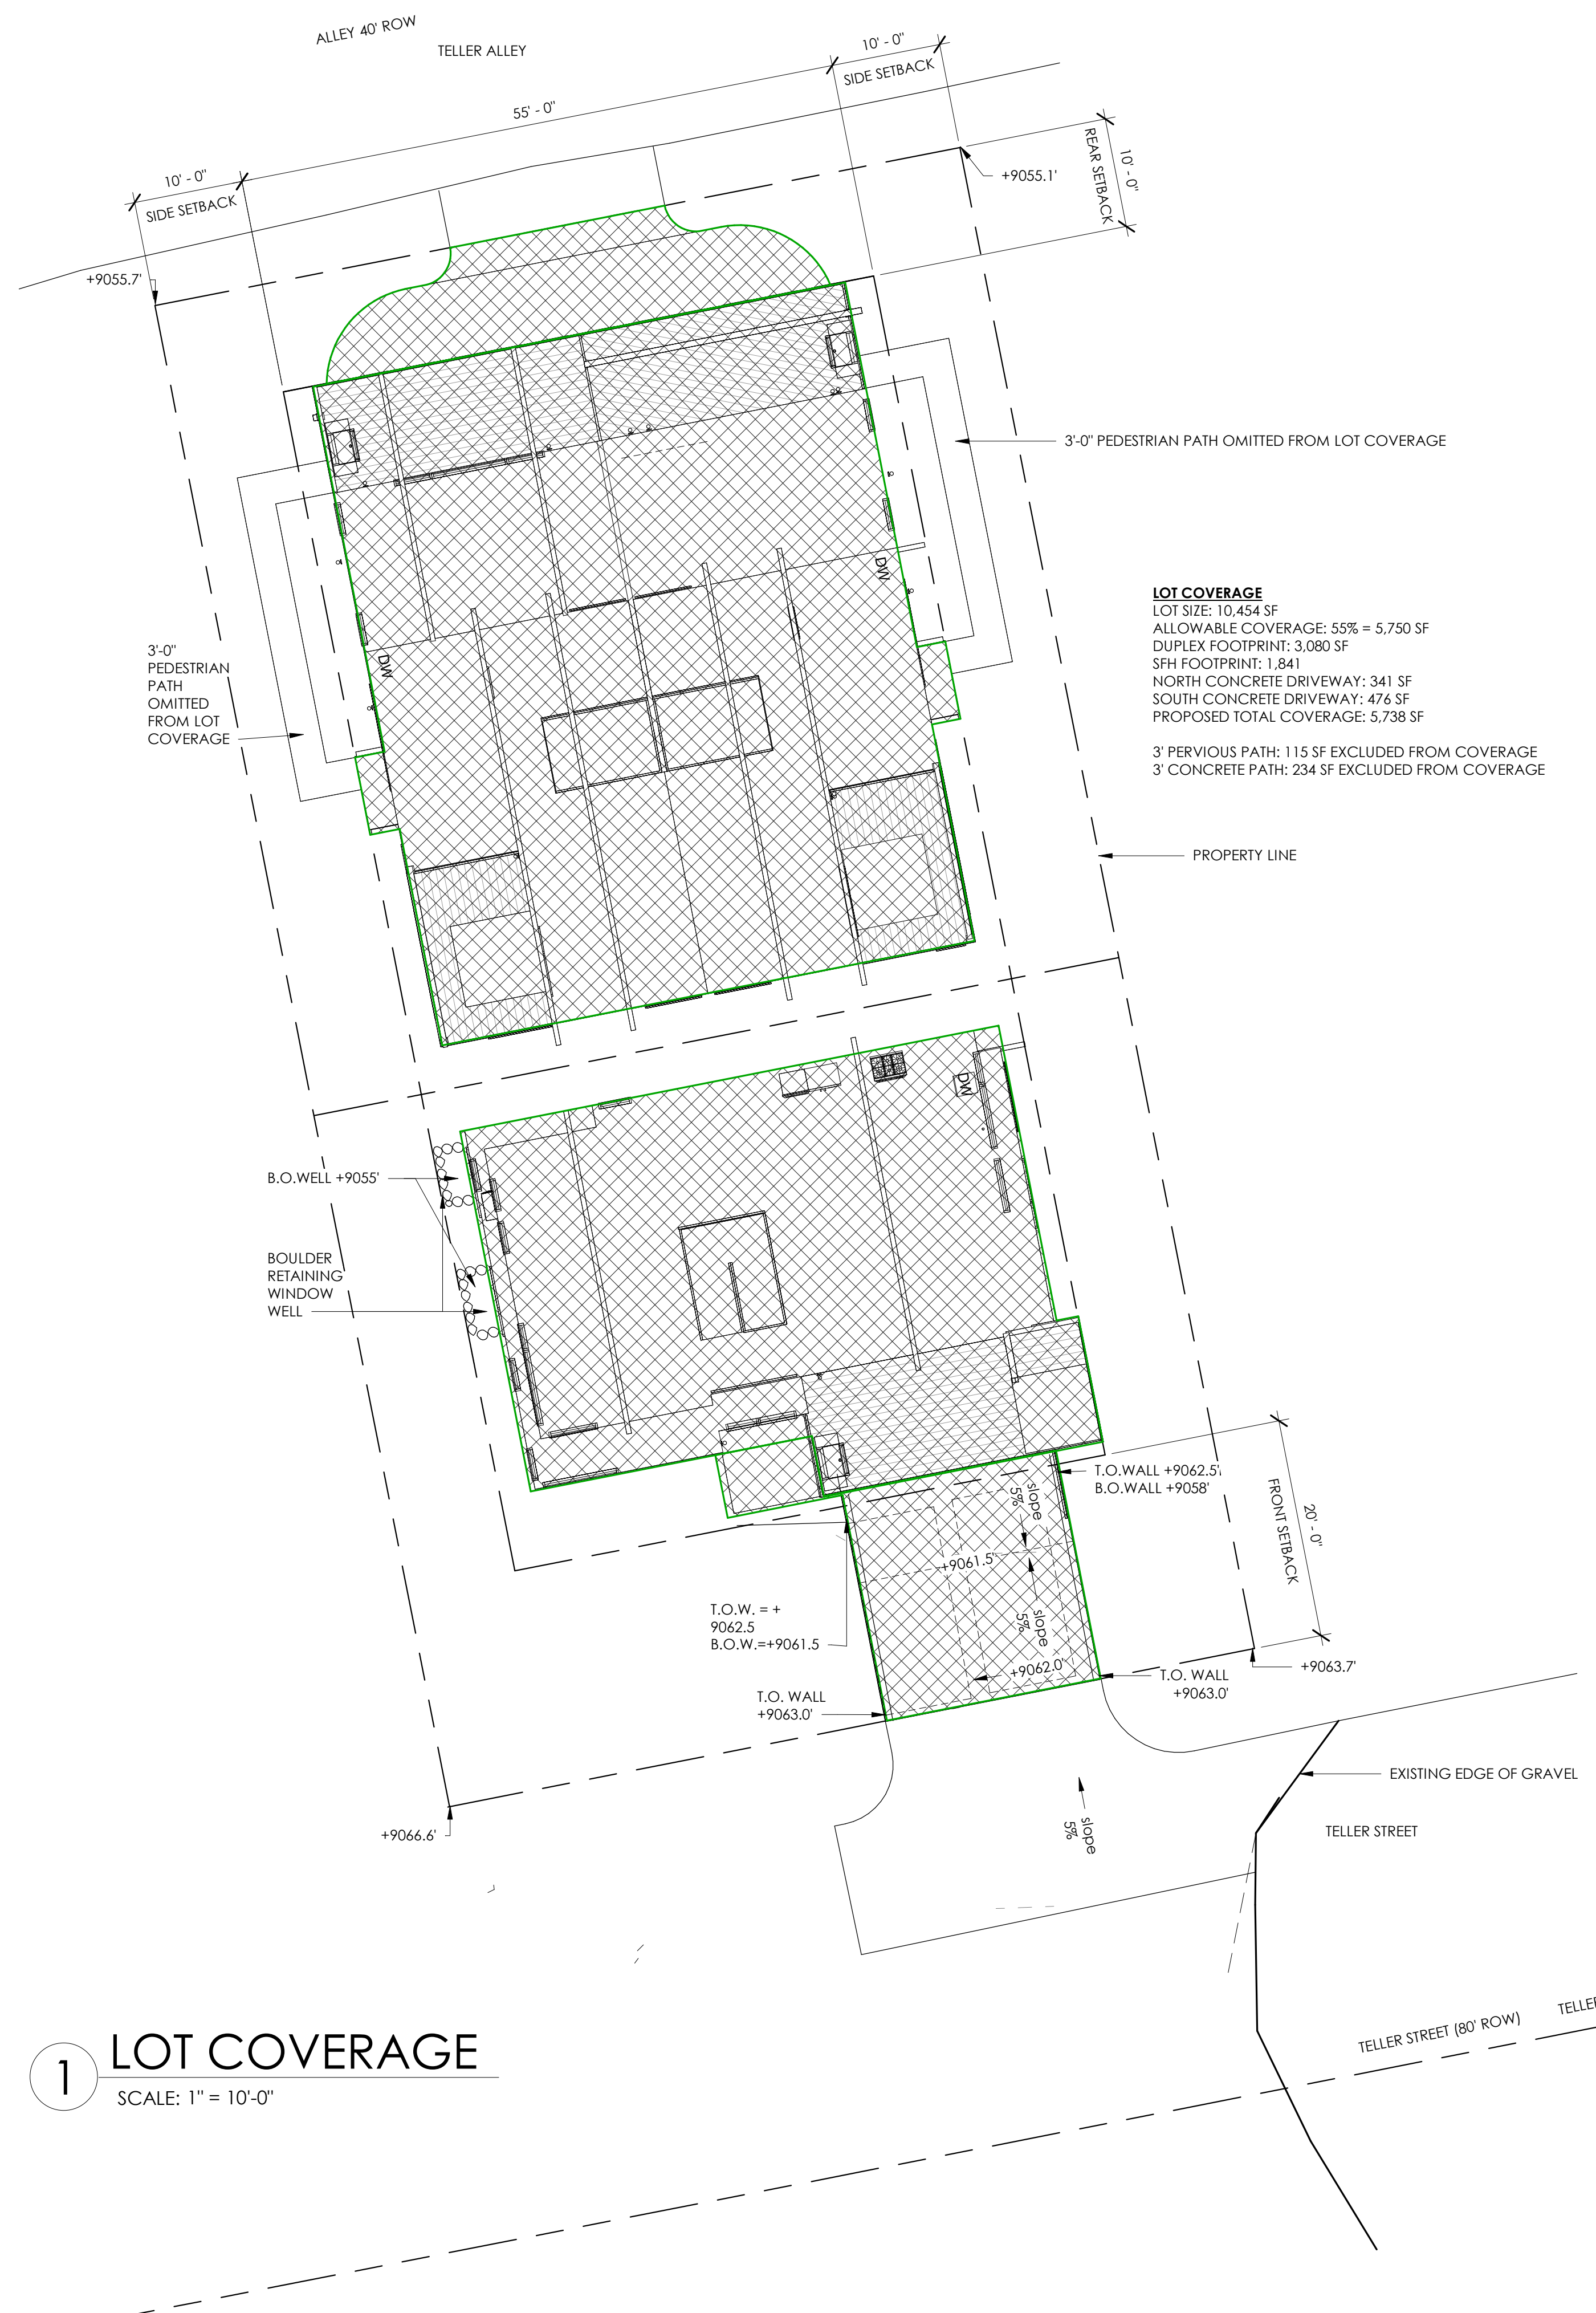 ALLEY 40' ROW
TELLER ALLEY
10' - 0"
SIDE SETBACK
55' - 0"
10' - 0"
SIDE SETBACK
REAR SETBACK
10' - 0"
+9055.1'
+9055.7'
3'-0" PEDESTRIAN PATH OMITTED FROM LOT COVERAGE
DW
DW
3'-0"
PEDESTRIAN
PATH
OMITTED
FROM LOT
COVERAGE
LOT COVERAGE
LOT SIZE: 10,454 SF
ALLOWABLE COVERAGE: 55% = 5,750 SF
DUPLEX FOOTPRINT: 3,080 SF
SFH FOOTPRINT: 1,841
NORTH CONCRETE DRIVEWAY: 341 SF
SOUTH CONCRETE DRIVEWAY: 476 SF
PROPOSED TOTAL COVERAGE: 5,738 SF
3' PERVIOUS PATH: 115 SF EXCLUDED FROM COVERAGE
3' CONCRETE PATH: 234 SF EXCLUDED FROM COVERAGE
PROPERTY LINE
DW
B.O.WELL +9055'
BOULDER
RETAINING
WINDOW
WELL
T.O.WALL +9062.5'
B.O.WALL +9058'
FRONT SETBACK
20' - 0"
slope
5%
+9061.5'
slope
5%
+9062.0'
T.O.W. = +
9062.5
B.O.W.=+9061.5
T.O. WALL
+9063.0'
T.O. WALL
+9063.0'
+9063.7'
+9066.6'
slope
5%
EXISTING EDGE OF GRAVEL
TELLER STREET
TELLER STREET (80' ROW)
1
LOT COVERAGE
SCALE: 1" = 10'-0"